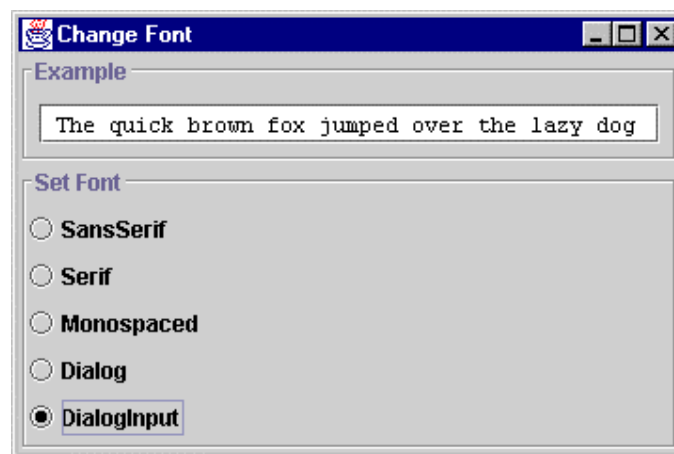 Change Font
Example
The quick brown fox jumped over the lazy dog
Set Font
SansSerif
Serif
Monospaced
Dialog
DialogInput